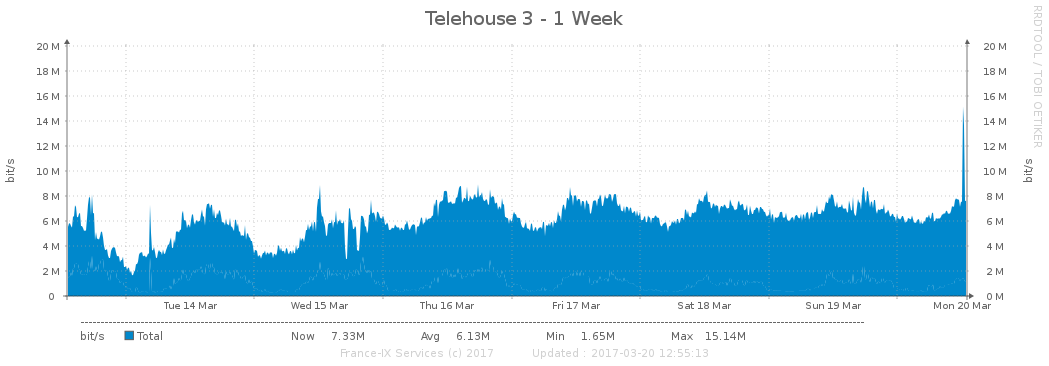 Telehouse 3 - 1 Week
RRDTOOL / TOBI OETIKER
bit/s
bit/s
20 M 20 M
18 M 18 M
16 M 16 M
14 M 14 M
12 M 12 M
10 M 10 M
8 M 8 M
6 M 6 M
4 M 4 M
2 M 2 M
0 0 M
Tue 14 Mar Wed 15 Mar Thu 16 Mar Fri 17 Mar Sat 18 Mar Sun 19 Mar Mon 20 Mar
bit/s Total Now 7.33M Avg 6.13M Min 1.65M Max 15.14M
France-IX Services (c) 2017 Updated : 2017-03-20 12:55:13